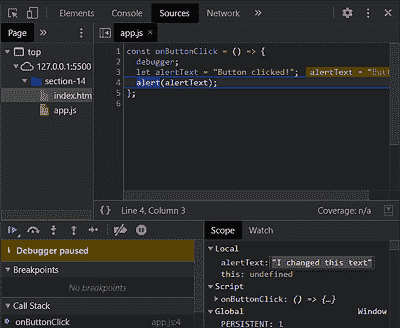 Elements Console Sources Network
Page
app.js
top
127.0.0.1:5500
section-14
index.htm
app.js
1 const onButtonClick = () => {
2 debugger;
3 let alertText = "Button clicked!"; alertText = "But
4 alert(alertText);
5 };
6
{} Line 4, Column 3 Coverage: n/a
Debugger paused
Breakpoints
No breakpoints
Call Stack
onButtonClick app.js:4
Scope Watch
Local
alertText: "I changed this text"
this: undefined
Script
onButtonClick: () => {…}
Global Window
PERSISTENT: 1